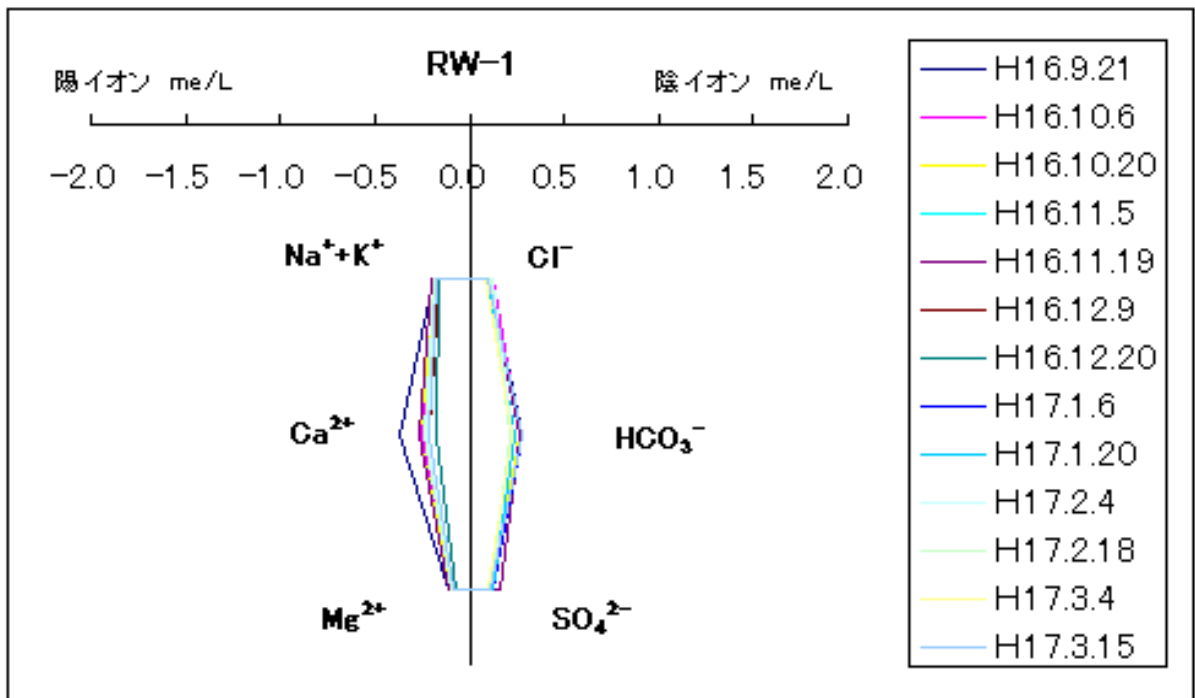 RW-1
陽イオン me/L 陰イオン me/L
-2.0 -1.5 -1.0 -0.5 0.0 0.5 1.0 1.5 2.0
Na⁺+K⁺ Cl⁻
Ca²⁺ HCO₃⁻
Mg²⁺ SO₄²⁻
H16.9.21
H16.10.6
H16.10.20
H16.11.5
H16.11.19
H16.12.9
H16.12.20
H17.1.6
H17.1.20
H17.2.4
H17.2.18
H17.3.4
H17.3.15